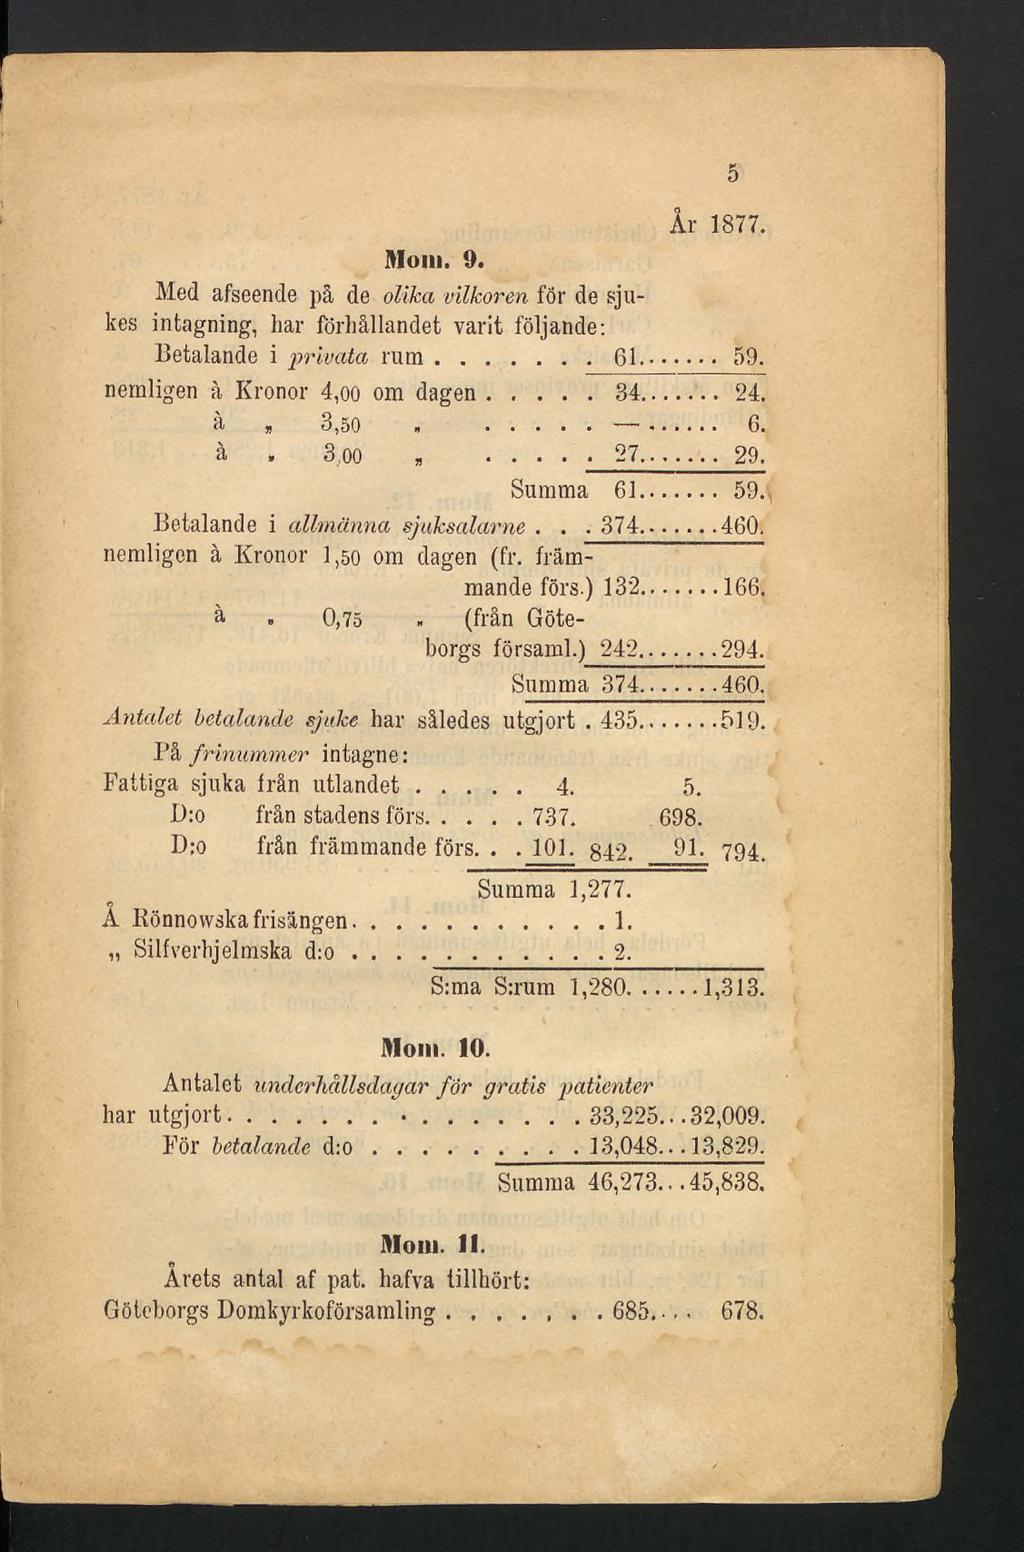 5
År 1877.
Mom. 9.
Med afseende på de olika vilkoren för de sju-
kes intagning, har förhållandet varit följande:
Betalande i privata rum . . . . . . . 61....... 59.
nemligen à Kronor 4,00 om dagen . . . . . 34....... 24.
à „ 3,50 „ . . . . . — ...... 6.
à „ 3,00 „ . . . . . 27....... 29.
Summa 61....... 59.
Betalande i allmänna sjuksalarne . . . 374.......460.
nemligen à Kronor 1,50 om dagen (fr. främ-
mande förs.) 132.......166.
à „ 0,75 „ (från Göte-
borgs församl.) 242.......294.
Summa 374.......460.
Antalet betalande sjuke har således utgjort . 435.......519.
På frinummer intagne:
Fattiga sjuka från utlandet . . . . . 4. 5.
D:o från stadens förs. . . . . 737. 698.
D:o från främmande förs. . . 101. 842. 91. 794.
Summa 1,277.
Å Rönnowska frisängen. . . . . . . . . . . 1.
„ Silfverhjelmska d:o . . . . . . . . . . . 2.
S:ma S:rum 1,280. .....1,313.
Mom. 10.
Antalet underhållsdagar för gratis patienter
har utgjort. . . . . . . . . . . . . . . 33,225...32,009.
För betalande d:o . . . . . . . . . 13,048...13,829.
Summa 46,273...45,838.
Mom. 11.
Årets antal af pat. hafva tillhört:
Göteborgs Domkyrkoförsamling . . . . . . . 685.... 678.